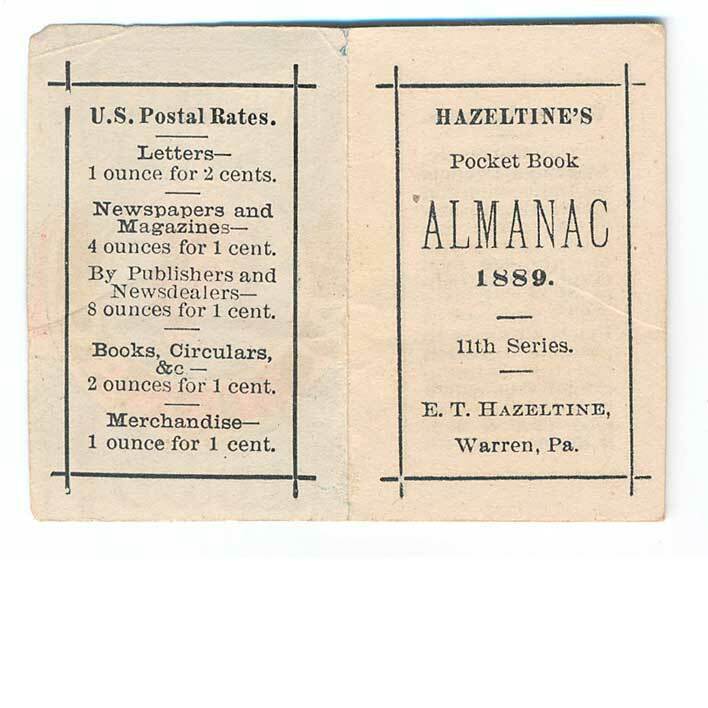 U.S. Postal Rates.
Letters—
1 ounce for 2 cents.
Newspapers and
Magazines—
4 ounces for 1 cent.
By Publishers and
Newsdealers—
8 ounces for 1 cent.
Books, Circulars,
&c—
2 ounces for 1 cent.
Merchandise—
1 ounce for 1 cent.
HAZELTINE'S
Pocket Book
ALMANAC
1889.
11th Series.
E. T. HAZELTINE,
Warren, Pa.